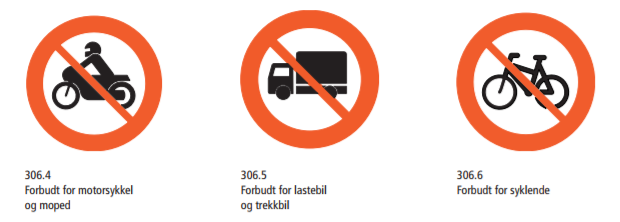 306.4
Forbudt for motorsykkel
og moped
306.5
Forbudt for lastebil
og trekkbil
306.6
Forbudt for syklende